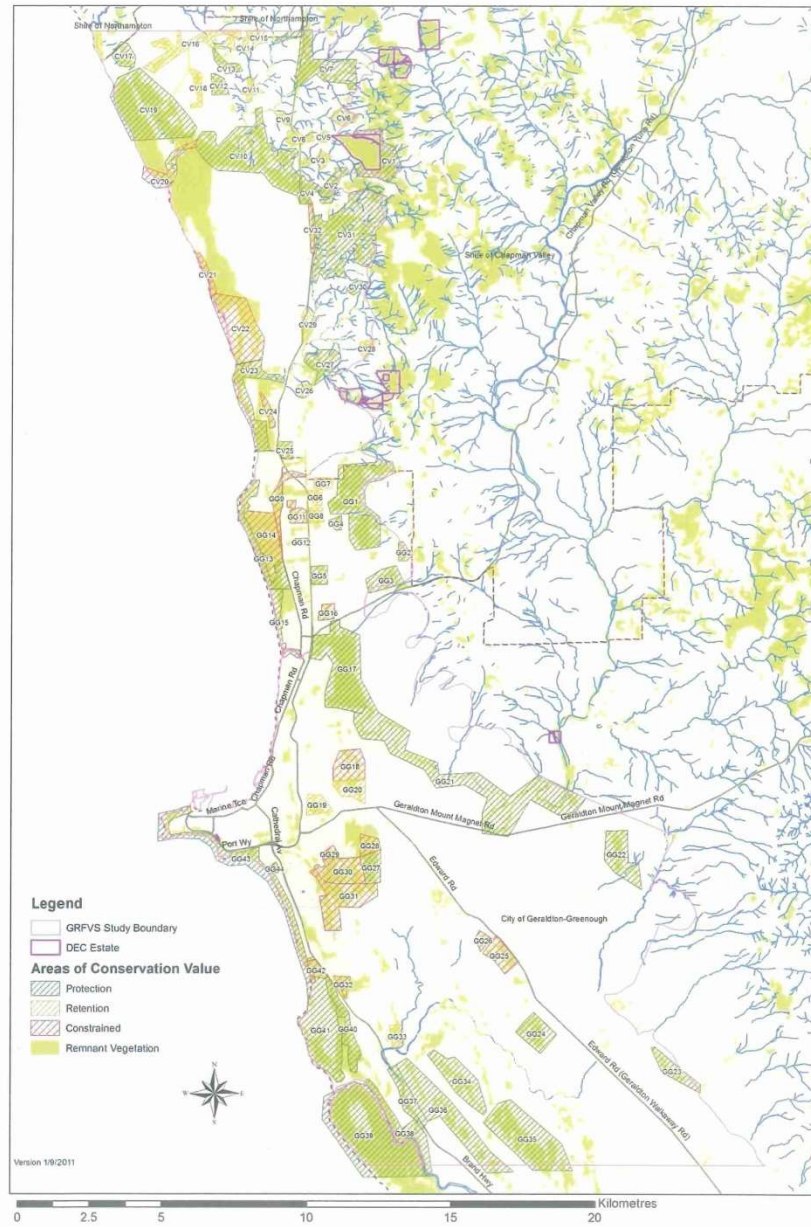 Shire of Northampton
Shire of Northampton
CV15
CV18
CV14
CV17
CV13
CV7
CV12
CV16
CV11
CV19
CV9
CV6
CV5
CV8
CV10
CV3
CV1
CV2
CV20
CV4
CV32
CV31
Shire of Chapman Valley
CV21
CV30
CV22
CV29
CV28
CV23
CV27
CV26
CV24
CV25
GG7
GG9
GG6
GG1
GG11
GG8
GG4
GG14
GG12
GG2
GG13
Chapman Rd
GG5
GG3
GG15
GG16
GG17
Chapman Rd
GG18
GG21
GG20
Chapman Rd
Marine Tce
GG19
Geraldton Mount Magnet Rd
Geraldton Mount Magnet Rd
Cathedral Av
Port Wy
GG43
GG44
GG29
GG28
GG30
GG27
GG31
GG22
Edward Rd
City of Geraldton-Greenough
GG26
GG25
GG42
GG32
GG41
GG40
GG33
GG24
GG23
Edward Rd (Geraldton Walkaway Rd)
GG34
GG37
GG36
GG35
GG38
Brand Hwy
Legend
GRFVS Study Boundary
DEC Estate
Areas of Conservation Value
Protection
Retention
Constrained
Remnant Vegetation
N
W
E
S
Version 1/9/2011
Kilometres
0 2.5 5 10 15 20